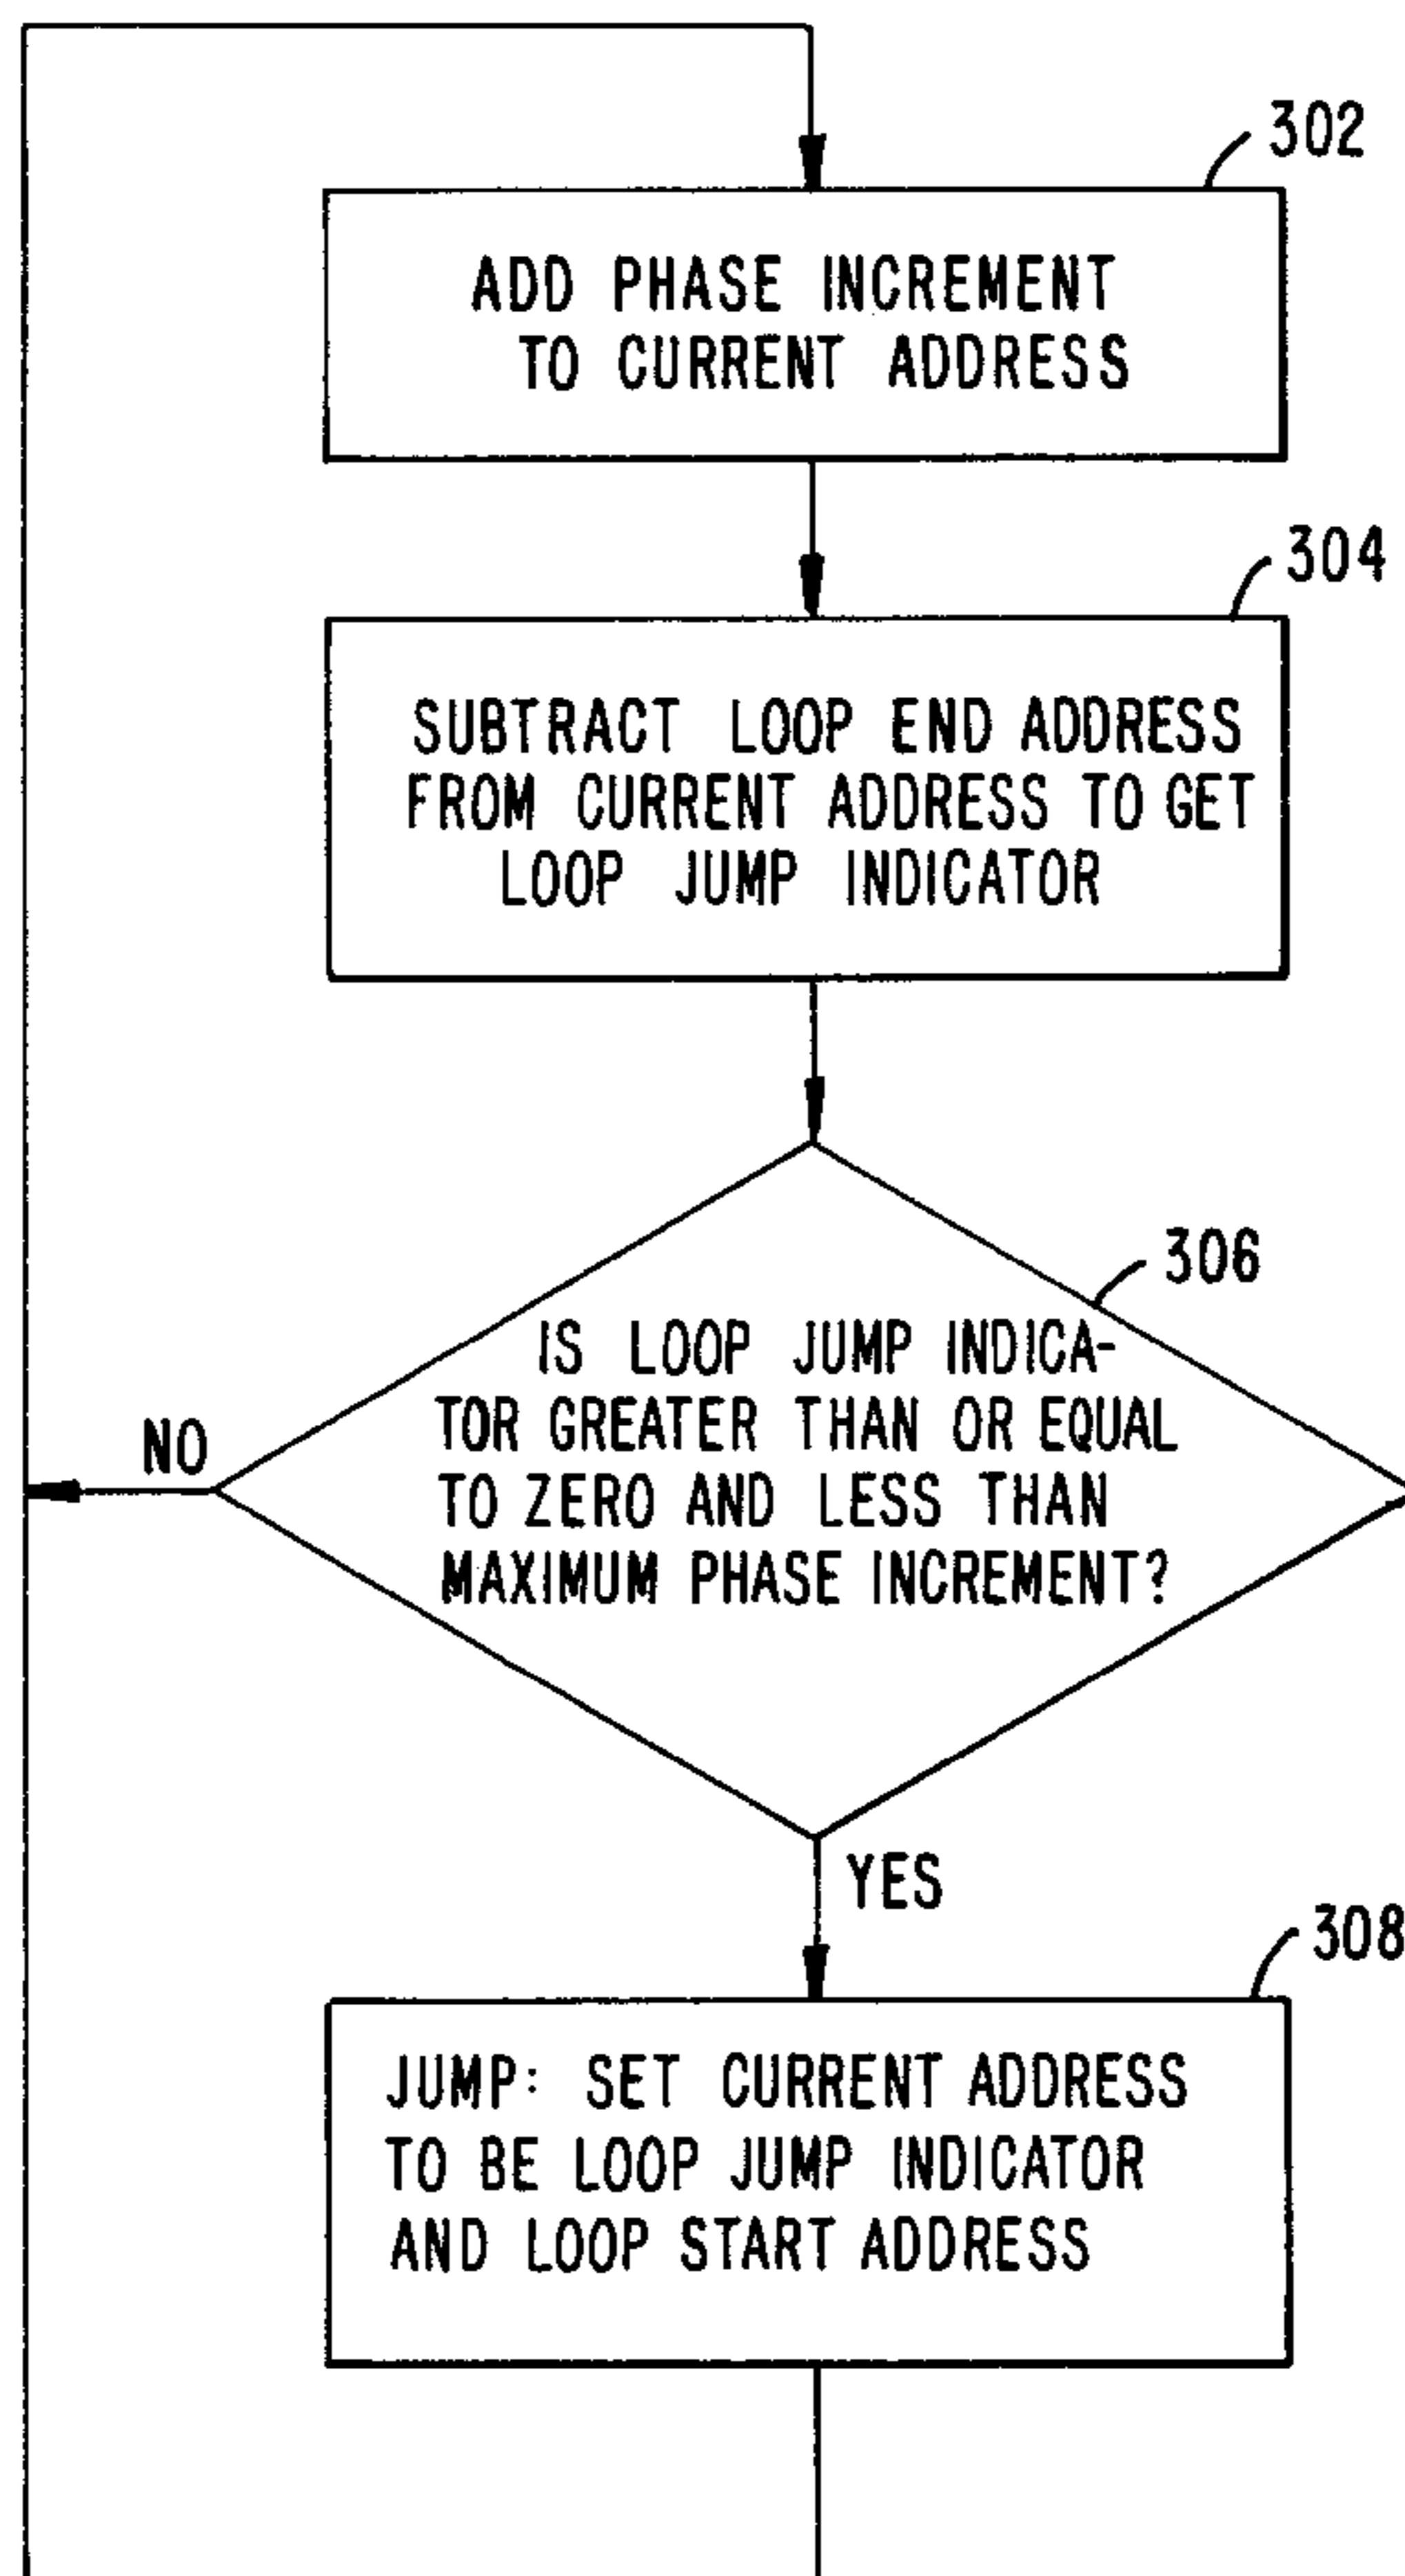 302
ADD PHASE INCREMENT
TO CURRENT ADDRESS
304
SUBTRACT LOOP END ADDRESS
FROM CURRENT ADDRESS TO GET
LOOP JUMP INDICATOR
306
IS LOOP JUMP INDICA-
TOR GREATER THAN OR EQUAL
TO ZERO AND LESS THAN
MAXIMUM PHASE INCREMENT?
NO
YES
308
JUMP: SET CURRENT ADDRESS
TO BE LOOP JUMP INDICATOR
AND LOOP START ADDRESS